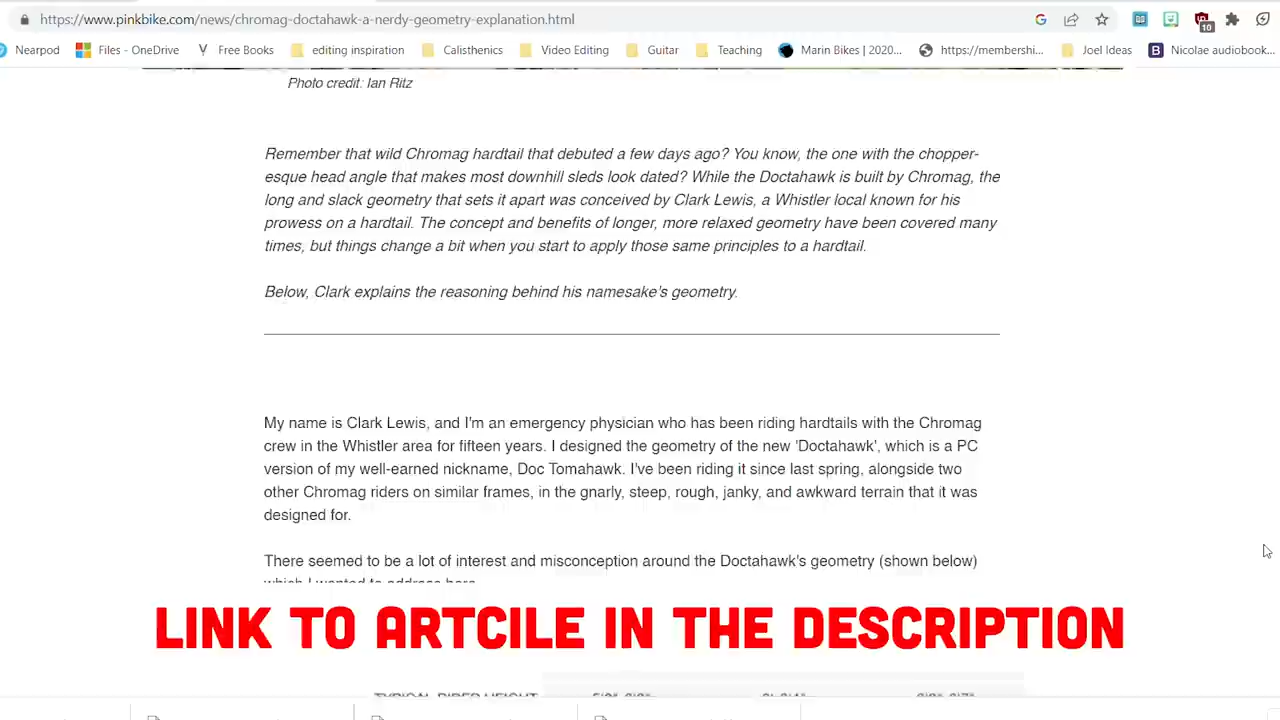 https://www.pinkbike.com/news/chromag-doctahawk-a-nerdy-geometry-explanation.html
10
Nearpod
Files - OneDrive
Free Books
editing inspiration
Calisthenics
Video Editing
Guitar
Teaching
Marin Bikes | 2020...
https://membershi...
Joel Ideas
Nicolae audiobook...
Photo credit: Ian Ritz
Remember that wild Chromag hardtail that debuted a few days ago? You know, the one with the chopper-
esque head angle that makes most downhill sleds look dated? While the Doctahawk is built by Chromag, the
long and slack geometry that sets it apart was conceived by Clark Lewis, a Whistler local known for his
prowess on a hardtail. The concept and benefits of longer, more relaxed geometry have been covered many
times, but things change a bit when you start to apply those same principles to a hardtail.
Below, Clark explains the reasoning behind his namesake's geometry.
My name is Clark Lewis, and I'm an emergency physician who has been riding hardtails with the Chromag
crew in the Whistler area for fifteen years. I designed the geometry of the new 'Doctahawk', which is a PC
version of my well-earned nickname, Doc Tomahawk. I've been riding it since last spring, alongside two
other Chromag riders on similar frames, in the gnarly, steep, rough, janky, and awkward terrain that it was
designed for.
There seemed to be a lot of interest and misconception around the Doctahawk's geometry (shown below)
which I wanted to address here.
LINK TO ARTCILE IN THE DESCRIPTION
TYPICAL RIDER HEIGHT